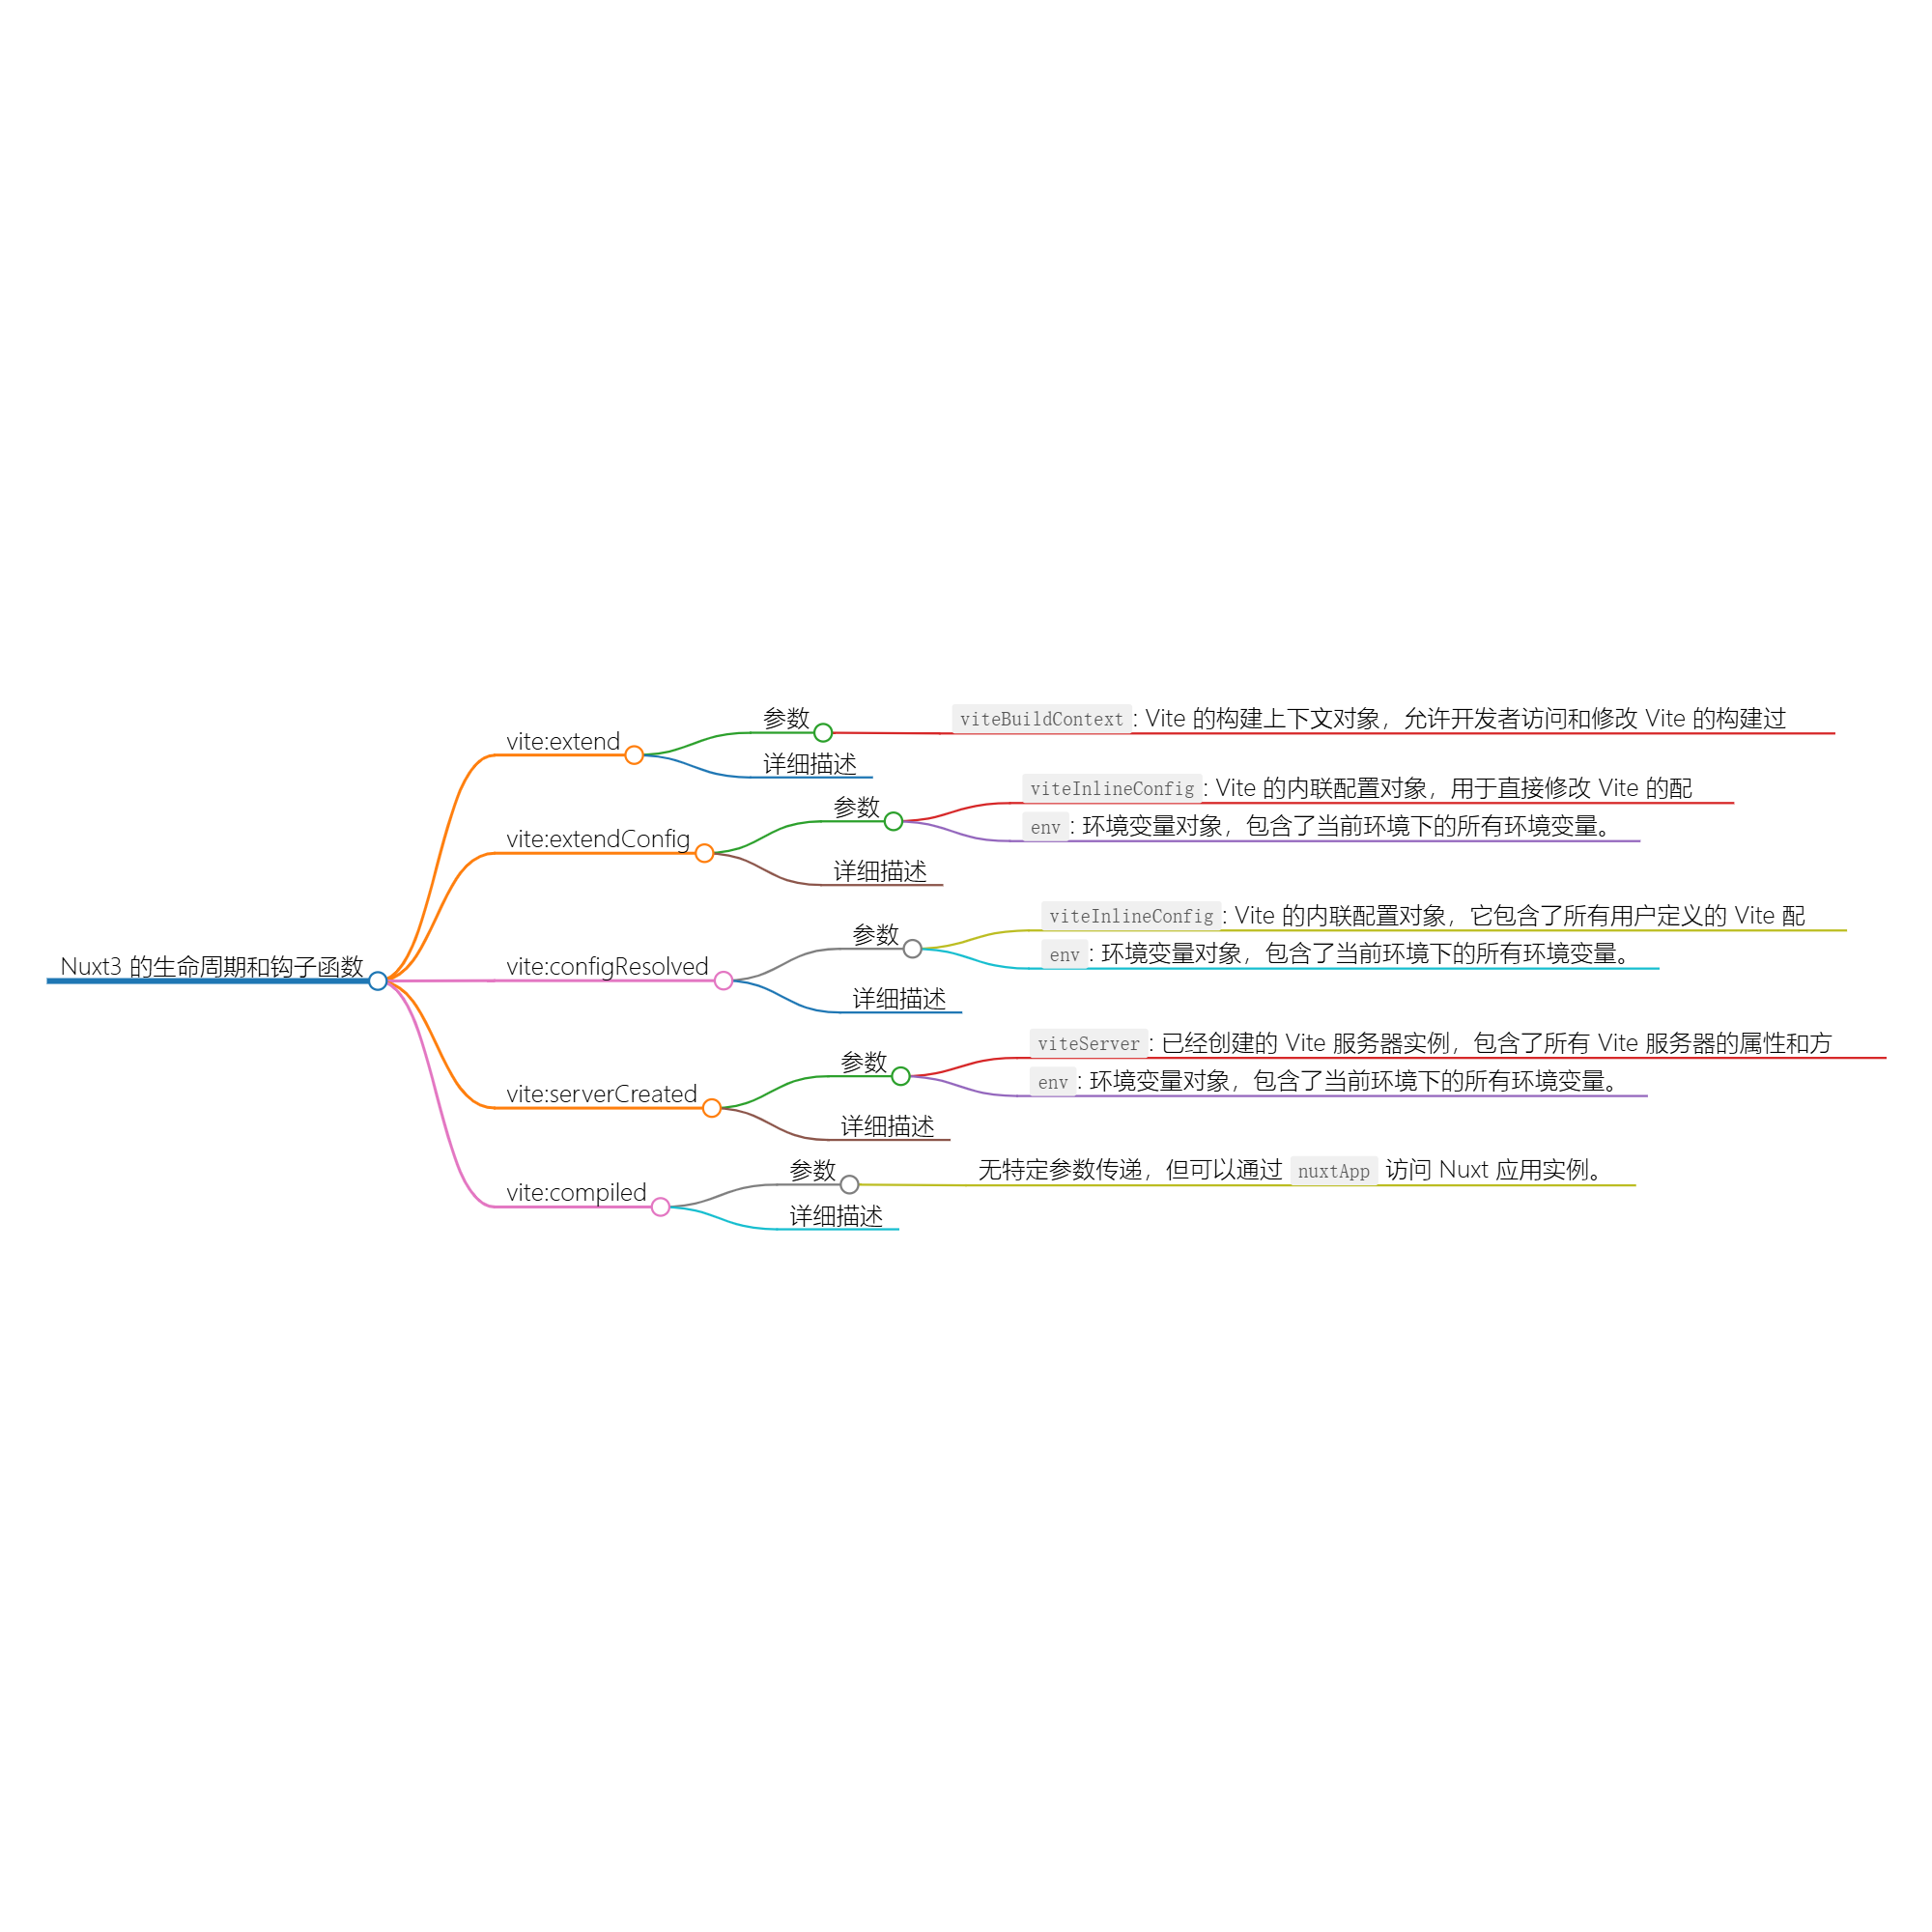 Nuxt3 的生命周期和钩子函数
vite:extend
参数
viteBuildContext: Vite 的构建上下文对象，允许开发者访问和修改 Vite 的构建过
详细描述
vite:extendConfig
参数
viteInlineConfig: Vite 的内联配置对象，用于直接修改 Vite 的配
env: 环境变量对象，包含了当前环境下的所有环境变量。
详细描述
vite:configResolved
参数
viteInlineConfig: Vite 的内联配置对象，它包含了所有用户定义的 Vite 配
env: 环境变量对象，包含了当前环境下的所有环境变量。
详细描述
vite:serverCreated
参数
viteServer: 已经创建的 Vite 服务器实例，包含了所有 Vite 服务器的属性和方
env: 环境变量对象，包含了当前环境下的所有环境变量。
详细描述
vite:compiled
参数
无特定参数传递，但可以通过 nuxtApp 访问 Nuxt 应用实例。
详细描述